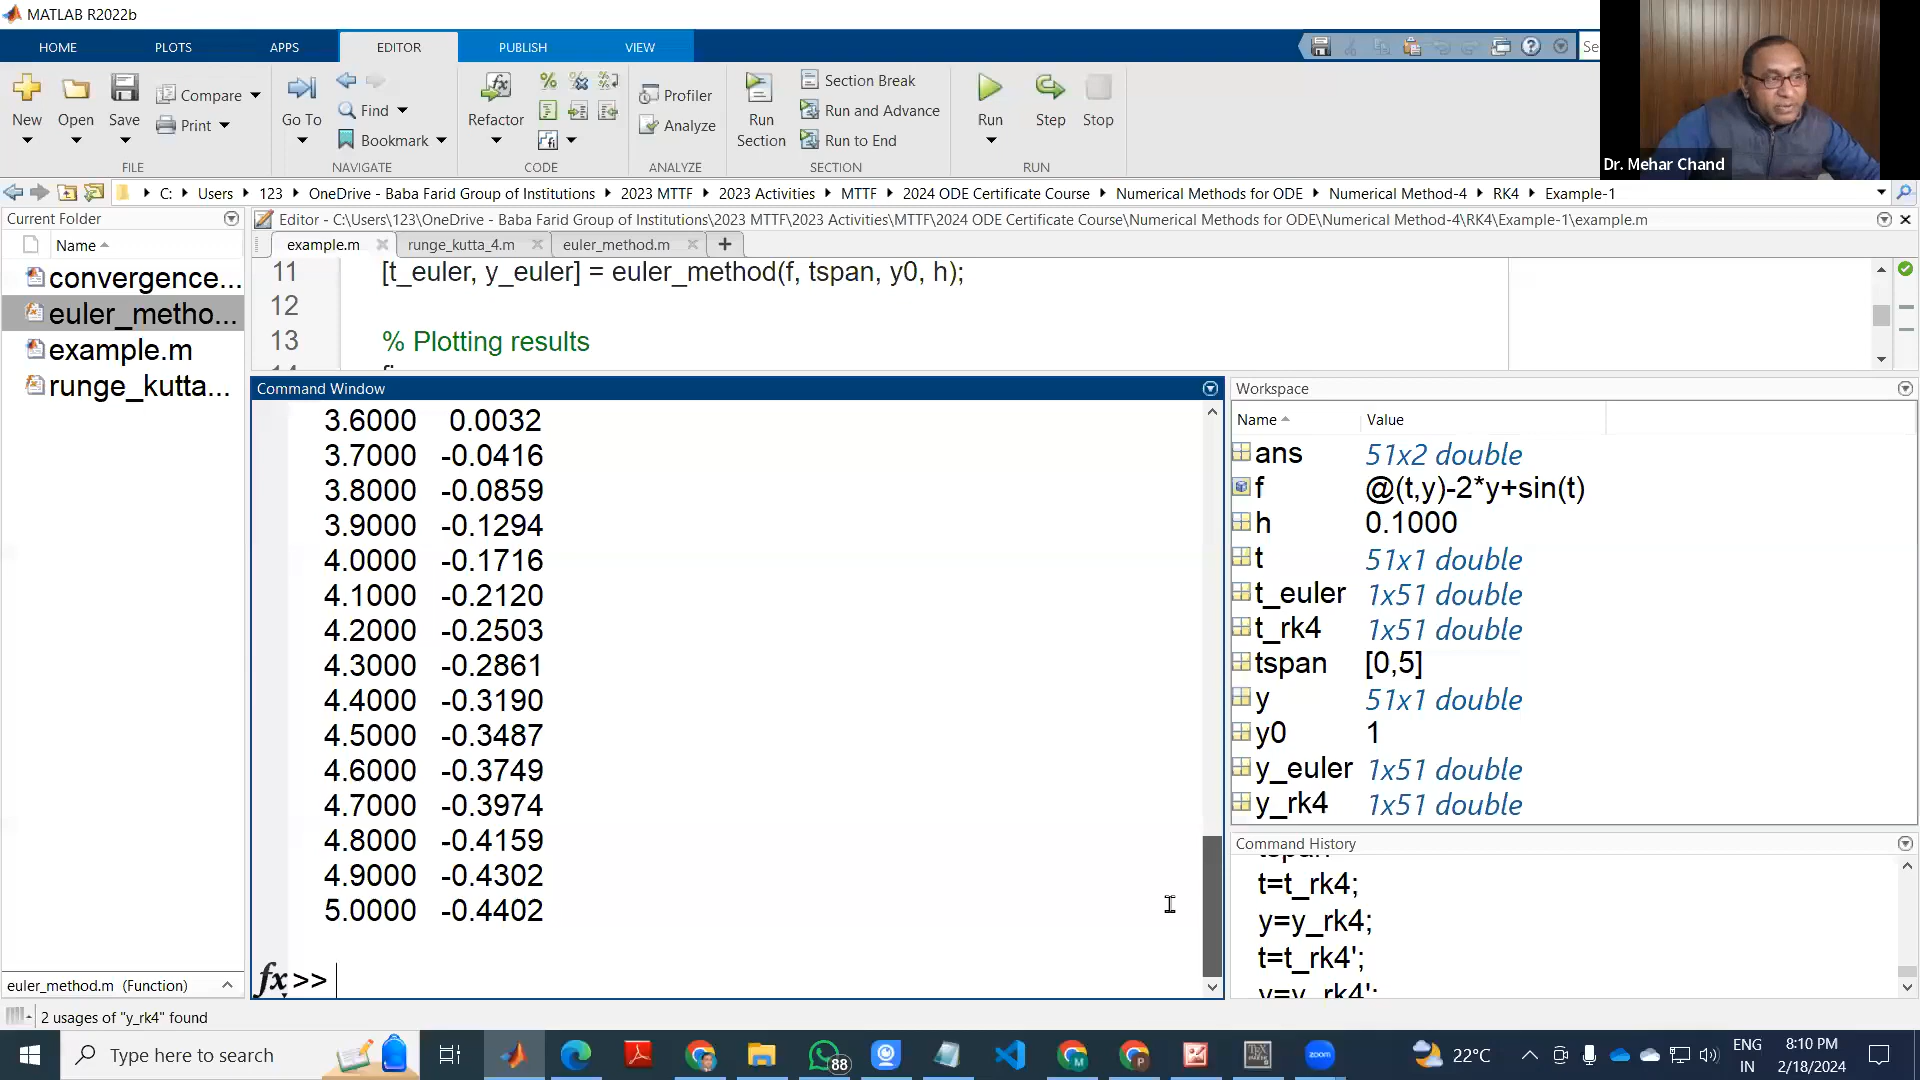 MATLAB R2022b
HOME PLOTS APPS EDITOR PUBLISH VIEW
Se
New Open Save Compare Print
FILE
Go To Find Bookmark
NAVIGATE
Refactor
CODE
Profiler
Analyze
ANALYZE
Run Section
Section Break
Run and Advance
Run to End
SECTION
Run Step Stop
RUN
Dr. Mehar Chand
C: Users 123 OneDrive - Baba Farid Group of Institutions 2023 MTTF 2023 Activities MTTF 2024 ODE Certificate Course Numerical Methods for ODE Numerical Method-4 RK4 Example-1
Current Folder
Name
convergence...
euler_metho...
example.m
runge_kutta...
euler_method.m (Function)
Editor - C:\Users\123\OneDrive - Baba Farid Group of Institutions\2023 MTTF\2023 Activities\MTTF\2024 ODE Certificate Course\Numerical Methods for ODE\Numerical Method-4\RK4\Example-1\example.m
example.m runge_kutta_4.m euler_method.m
11 [t_euler, y_euler] = euler_method(f, tspan, y0, h);
12
13 % Plotting results
Command Window
3.6000 0.0032
3.7000 -0.0416
3.8000 -0.0859
3.9000 -0.1294
4.0000 -0.1716
4.1000 -0.2120
4.2000 -0.2503
4.3000 -0.2861
4.4000 -0.3190
4.5000 -0.3487
4.6000 -0.3749
4.7000 -0.3974
4.8000 -0.4159
4.9000 -0.4302
5.0000 -0.4402
fx >>
Workspace
Name Value
ans 51x2 double
f @(t,y)-2*y+sin(t)
h 0.1000
t 51x1 double
t_euler 1x51 double
t_rk4 1x51 double
tspan [0,5]
y 51x1 double
y0 1
y_euler 1x51 double
y_rk4 1x51 double
Command History
tspan
t=t_rk4;
y=y_rk4;
t=t_rk4';
y=y_rk4';
2 usages of "y_rk4" found
Type here to search
88
zoom
22°C
ENG
IN
8:10 PM
2/18/2024